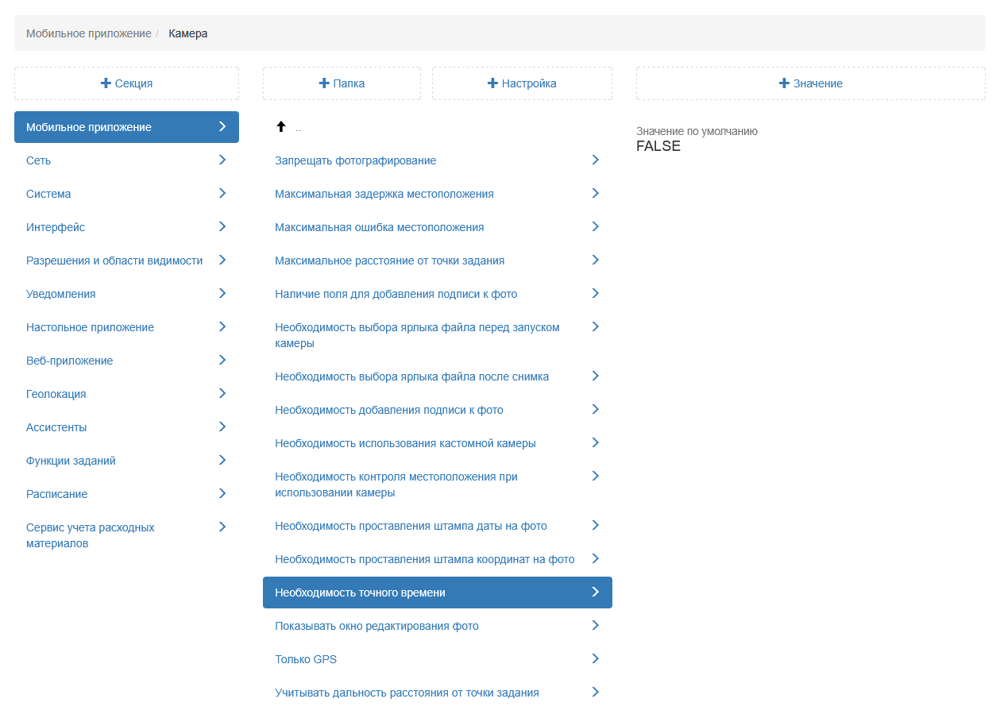 Мобильное приложение / Камера
Секция
Папка
Настройка
Значение
Мобильное приложение
Сеть
Система
Интерфейс
Разрешения и области видимости
Уведомления
Настольное приложение
Веб-приложение
Геолокация
Ассистенты
Функции заданий
Расписание
Сервис учета расходных
материалов
..
Запрещать фотографирование
Максимальная задержка местоположения
Максимальная ошибка местоположения
Максимальное расстояние от точки задания
Наличие поля для добавления подписи к фото
Необходимость выбора ярлыка файла перед запуском
камеры
Необходимость выбора ярлыка файла после снимка
Необходимость добавления подписи к фото
Необходимость использования кастомной камеры
Необходимость контроля местоположения при
использовании камеры
Необходимость проставления штампа даты на фото
Необходимость проставления штампа координат на фото
Необходимость точного времени
Показывать окно редактирования фото
Только GPS
Учитывать дальность расстояния от точки задания
Значение по умолчанию
FALSE